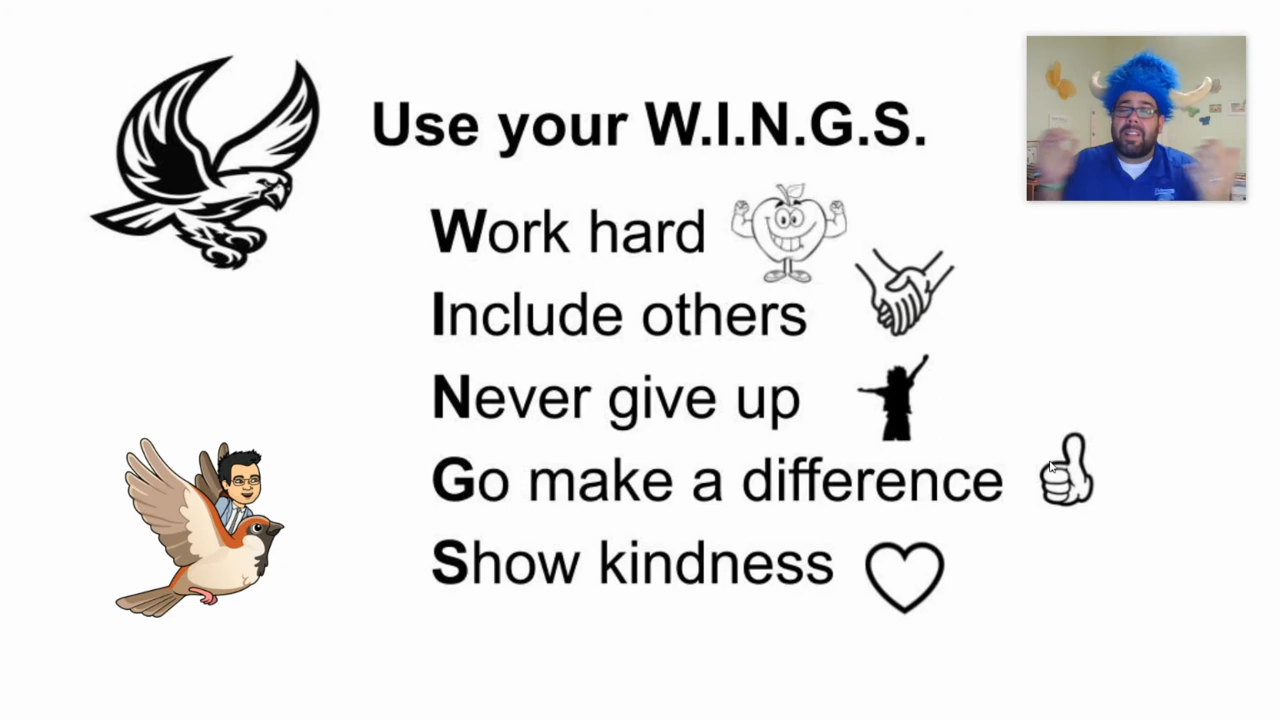 Use your W.I.N.G.S.
Work hard
Include others
Never give up
Go make a difference
Show kindness